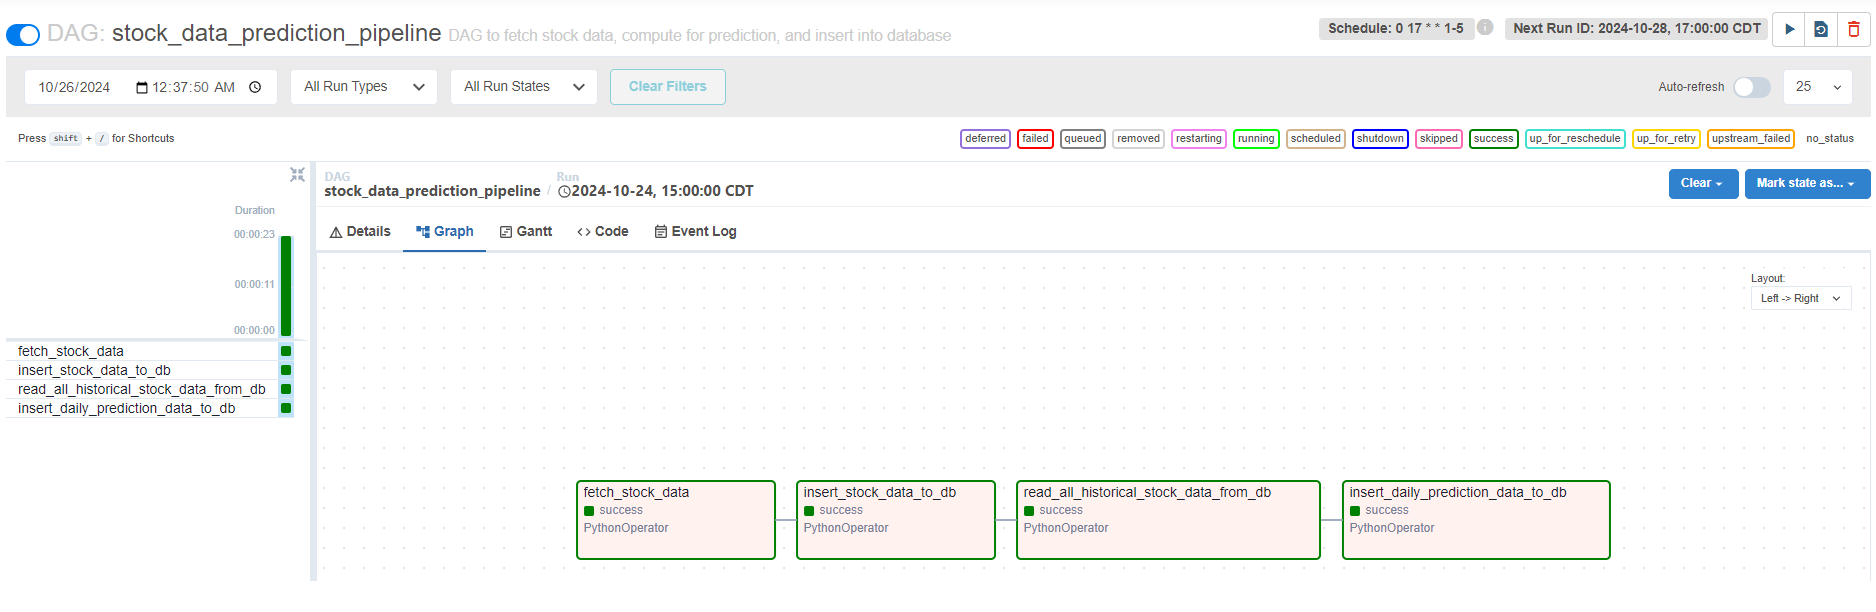 DAG: stock_data_prediction_pipeline DAG to fetch stock data, compute for prediction, and insert into database
Schedule: 0 17 * * 1-5 i Next Run ID: 2024-10-28, 17:00:00 CDT
10/26/2024 12:37:50 AM All Run Types All Run States Clear Filters Auto-refresh 25
Press shift + / for Shortcuts
deferred failed queued removed restarting running scheduled shutdown skipped success up_for_reschedule up_for_retry upstream_failed no_status
DAG Run
stock_data_prediction_pipeline / 2024-10-24, 15:00:00 CDT
Clear Mark state as...
Details Graph Gantt Code Event Log
Duration
00:00:23
00:00:11
00:00:00
fetch_stock_data
insert_stock_data_to_db
read_all_historical_stock_data_from_db
insert_daily_prediction_data_to_db
Layout:
Left -> Right
fetch_stock_data
success
PythonOperator
insert_stock_data_to_db
success
PythonOperator
read_all_historical_stock_data_from_db
success
PythonOperator
insert_daily_prediction_data_to_db
success
PythonOperator